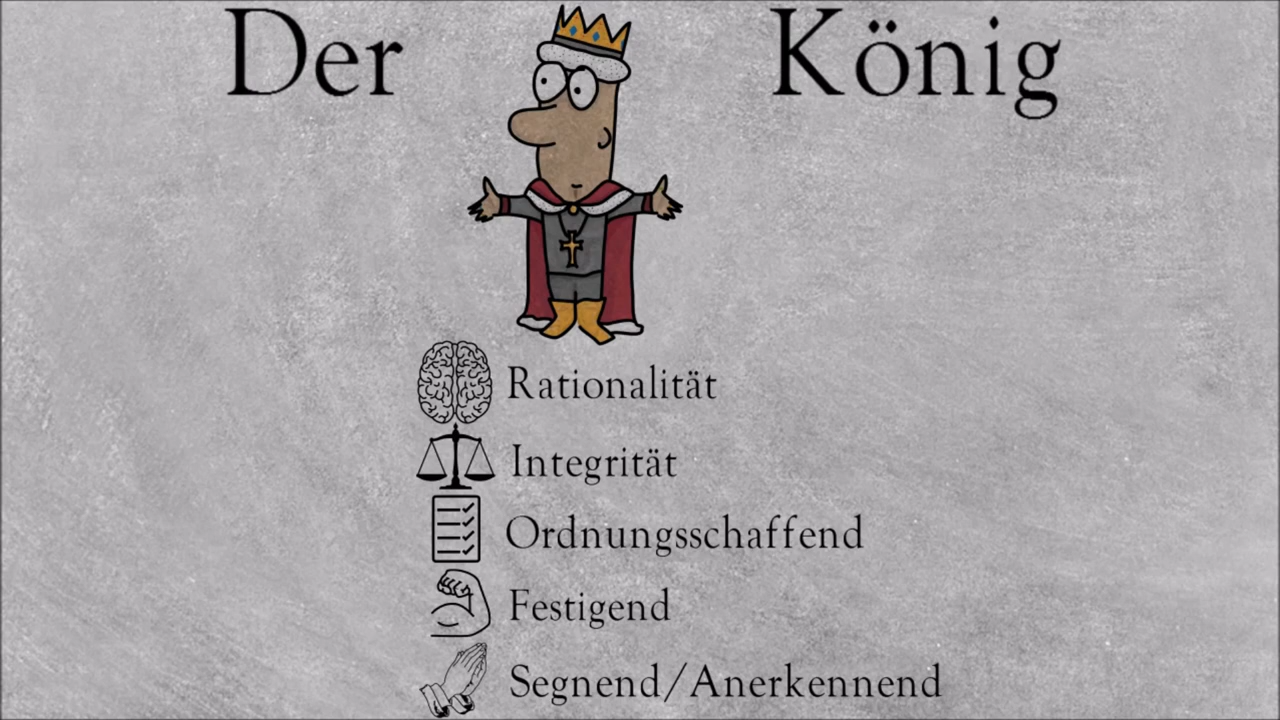 Der König
Rationalität
Integrität
Ordnungsschaffend
Festigend
Segnend/Anerkennend